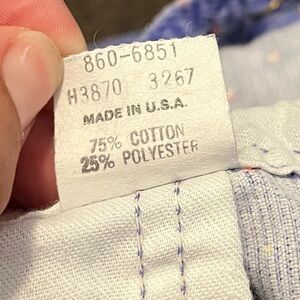 860-6851
H3870 3267
MADE IN U.S.A.
75% COTTON
25% POLYESTER